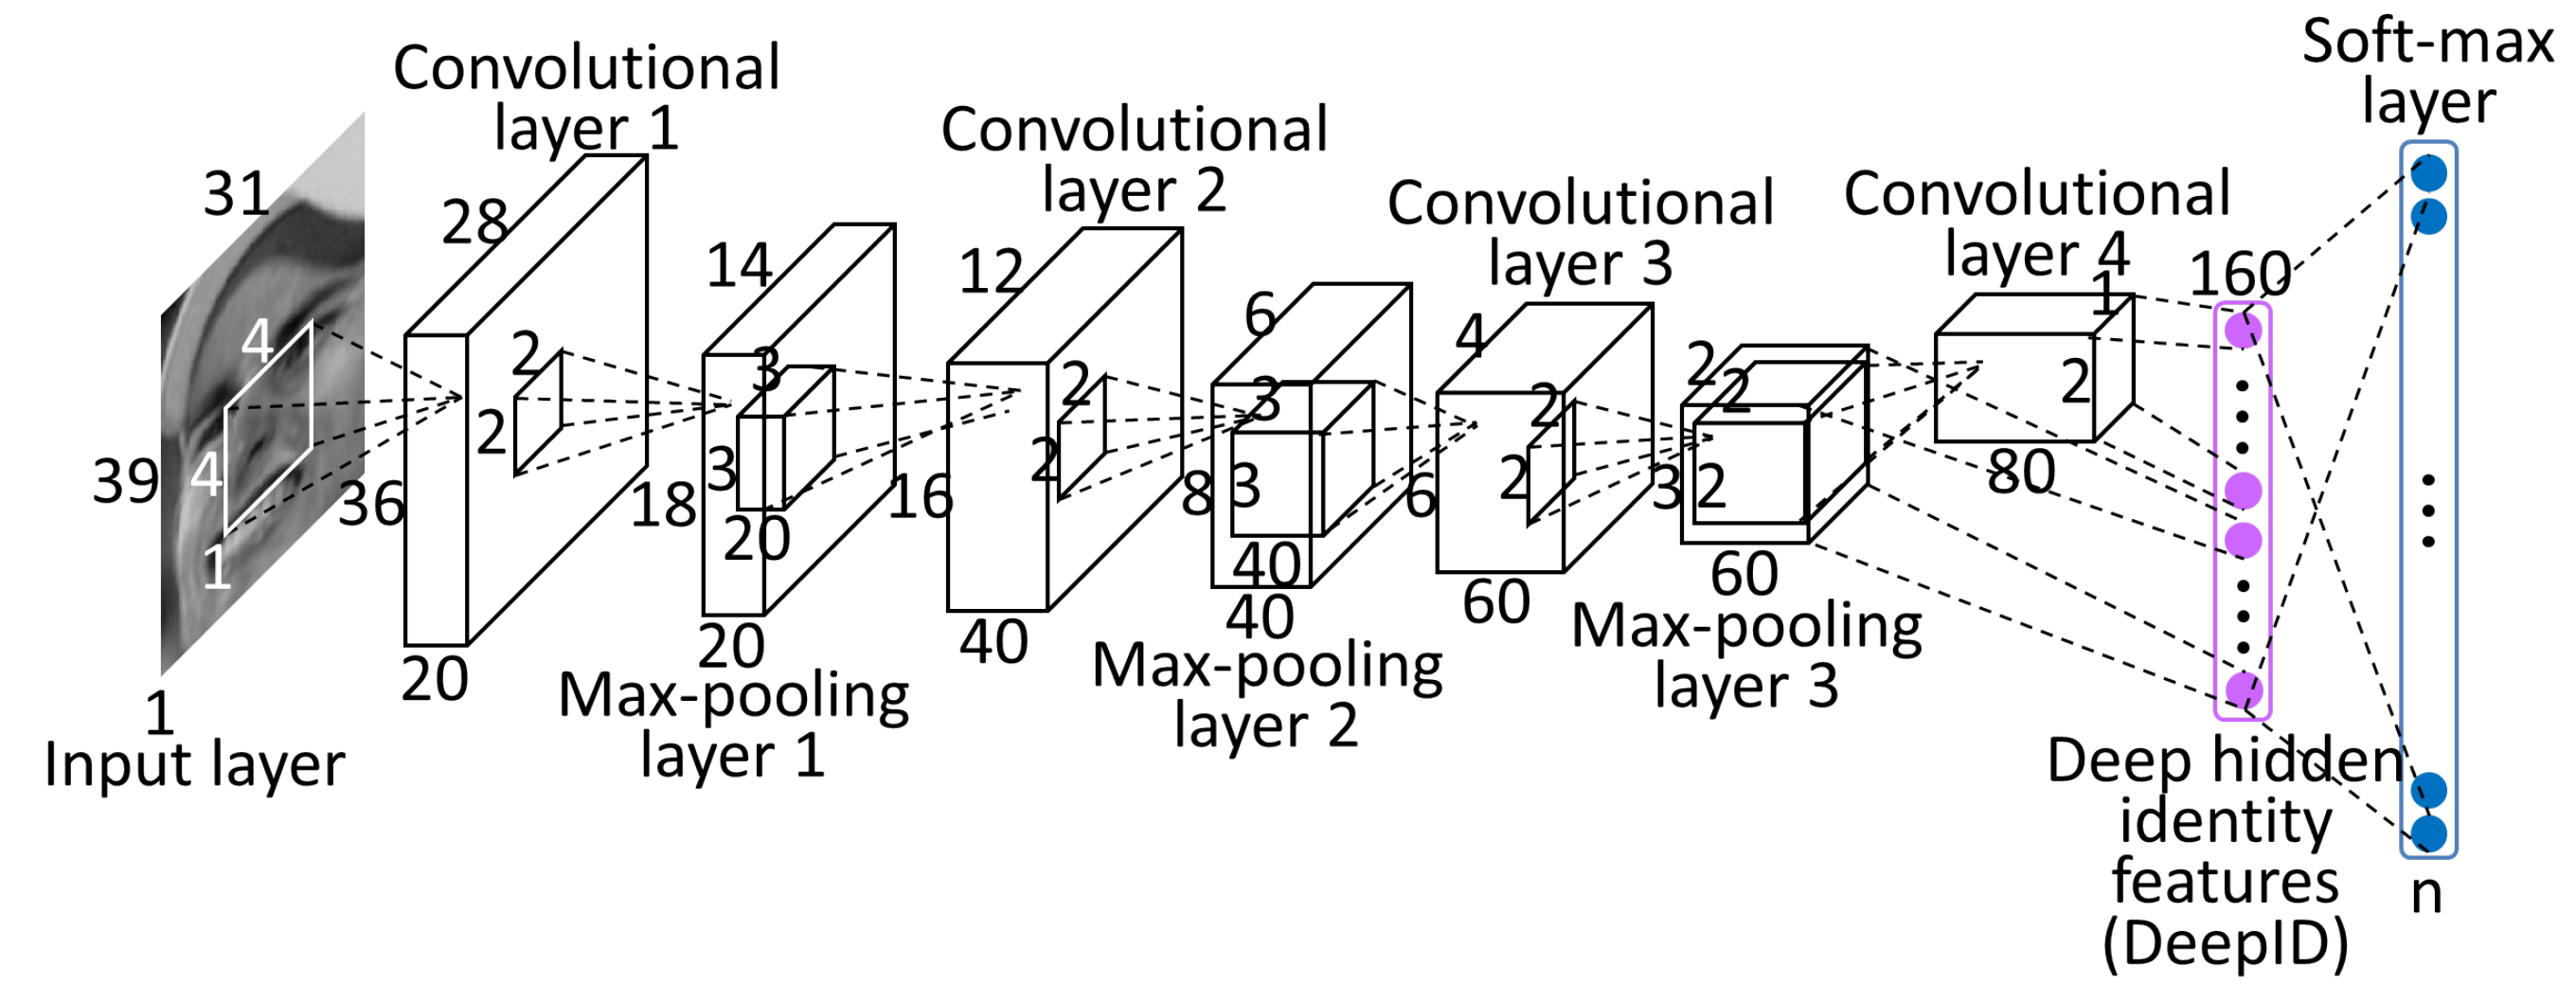 Convolutional
layer 1
Convolutional
layer 2
Convolutional
layer 3
Convolutional
layer 4
Soft-max
layer
31
39
4
4
1
1
Input layer
28
36
20
2
2
14
18
3
3
20
20
Max-pooling
layer 1
12
16
2
2
40
6
8
3
3
40
40
Max-pooling
layer 2
4
6
2
2
60
2
3
2
2
60
Max-pooling
layer 3
1
2
80
160
Deep hidden
identity
features
(DeepID)
n